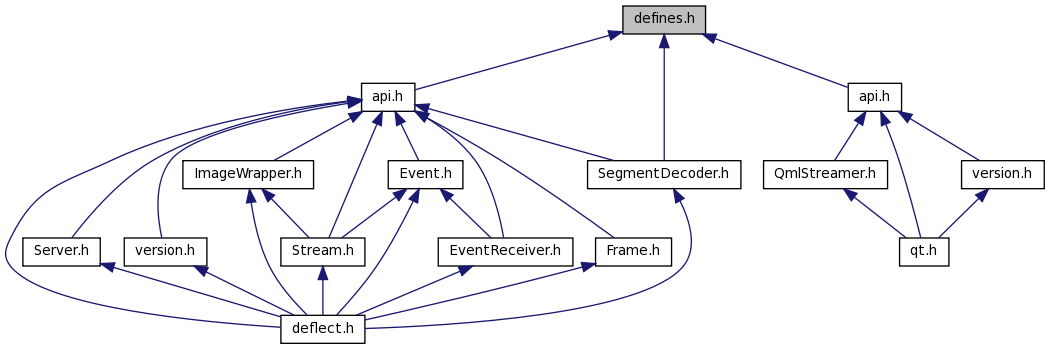 defines.h
api.h
api.h
ImageWrapper.h
Event.h
SegmentDecoder.h
QmlStreamer.h
version.h
Server.h
version.h
Stream.h
EventReceiver.h
Frame.h
qt.h
deflect.h